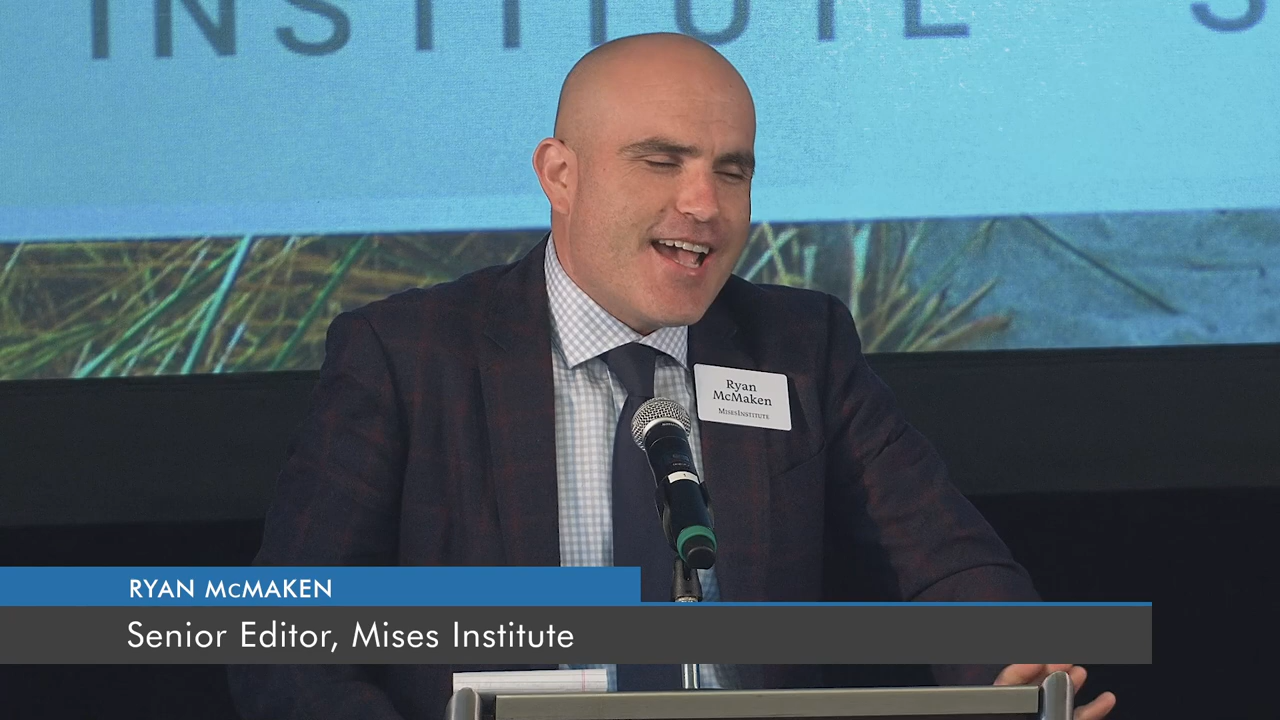 INSTITUTE S
Ryan
McMaken
MisesInstitute
RYAN McMAKEN
Senior Editor, Mises Institute